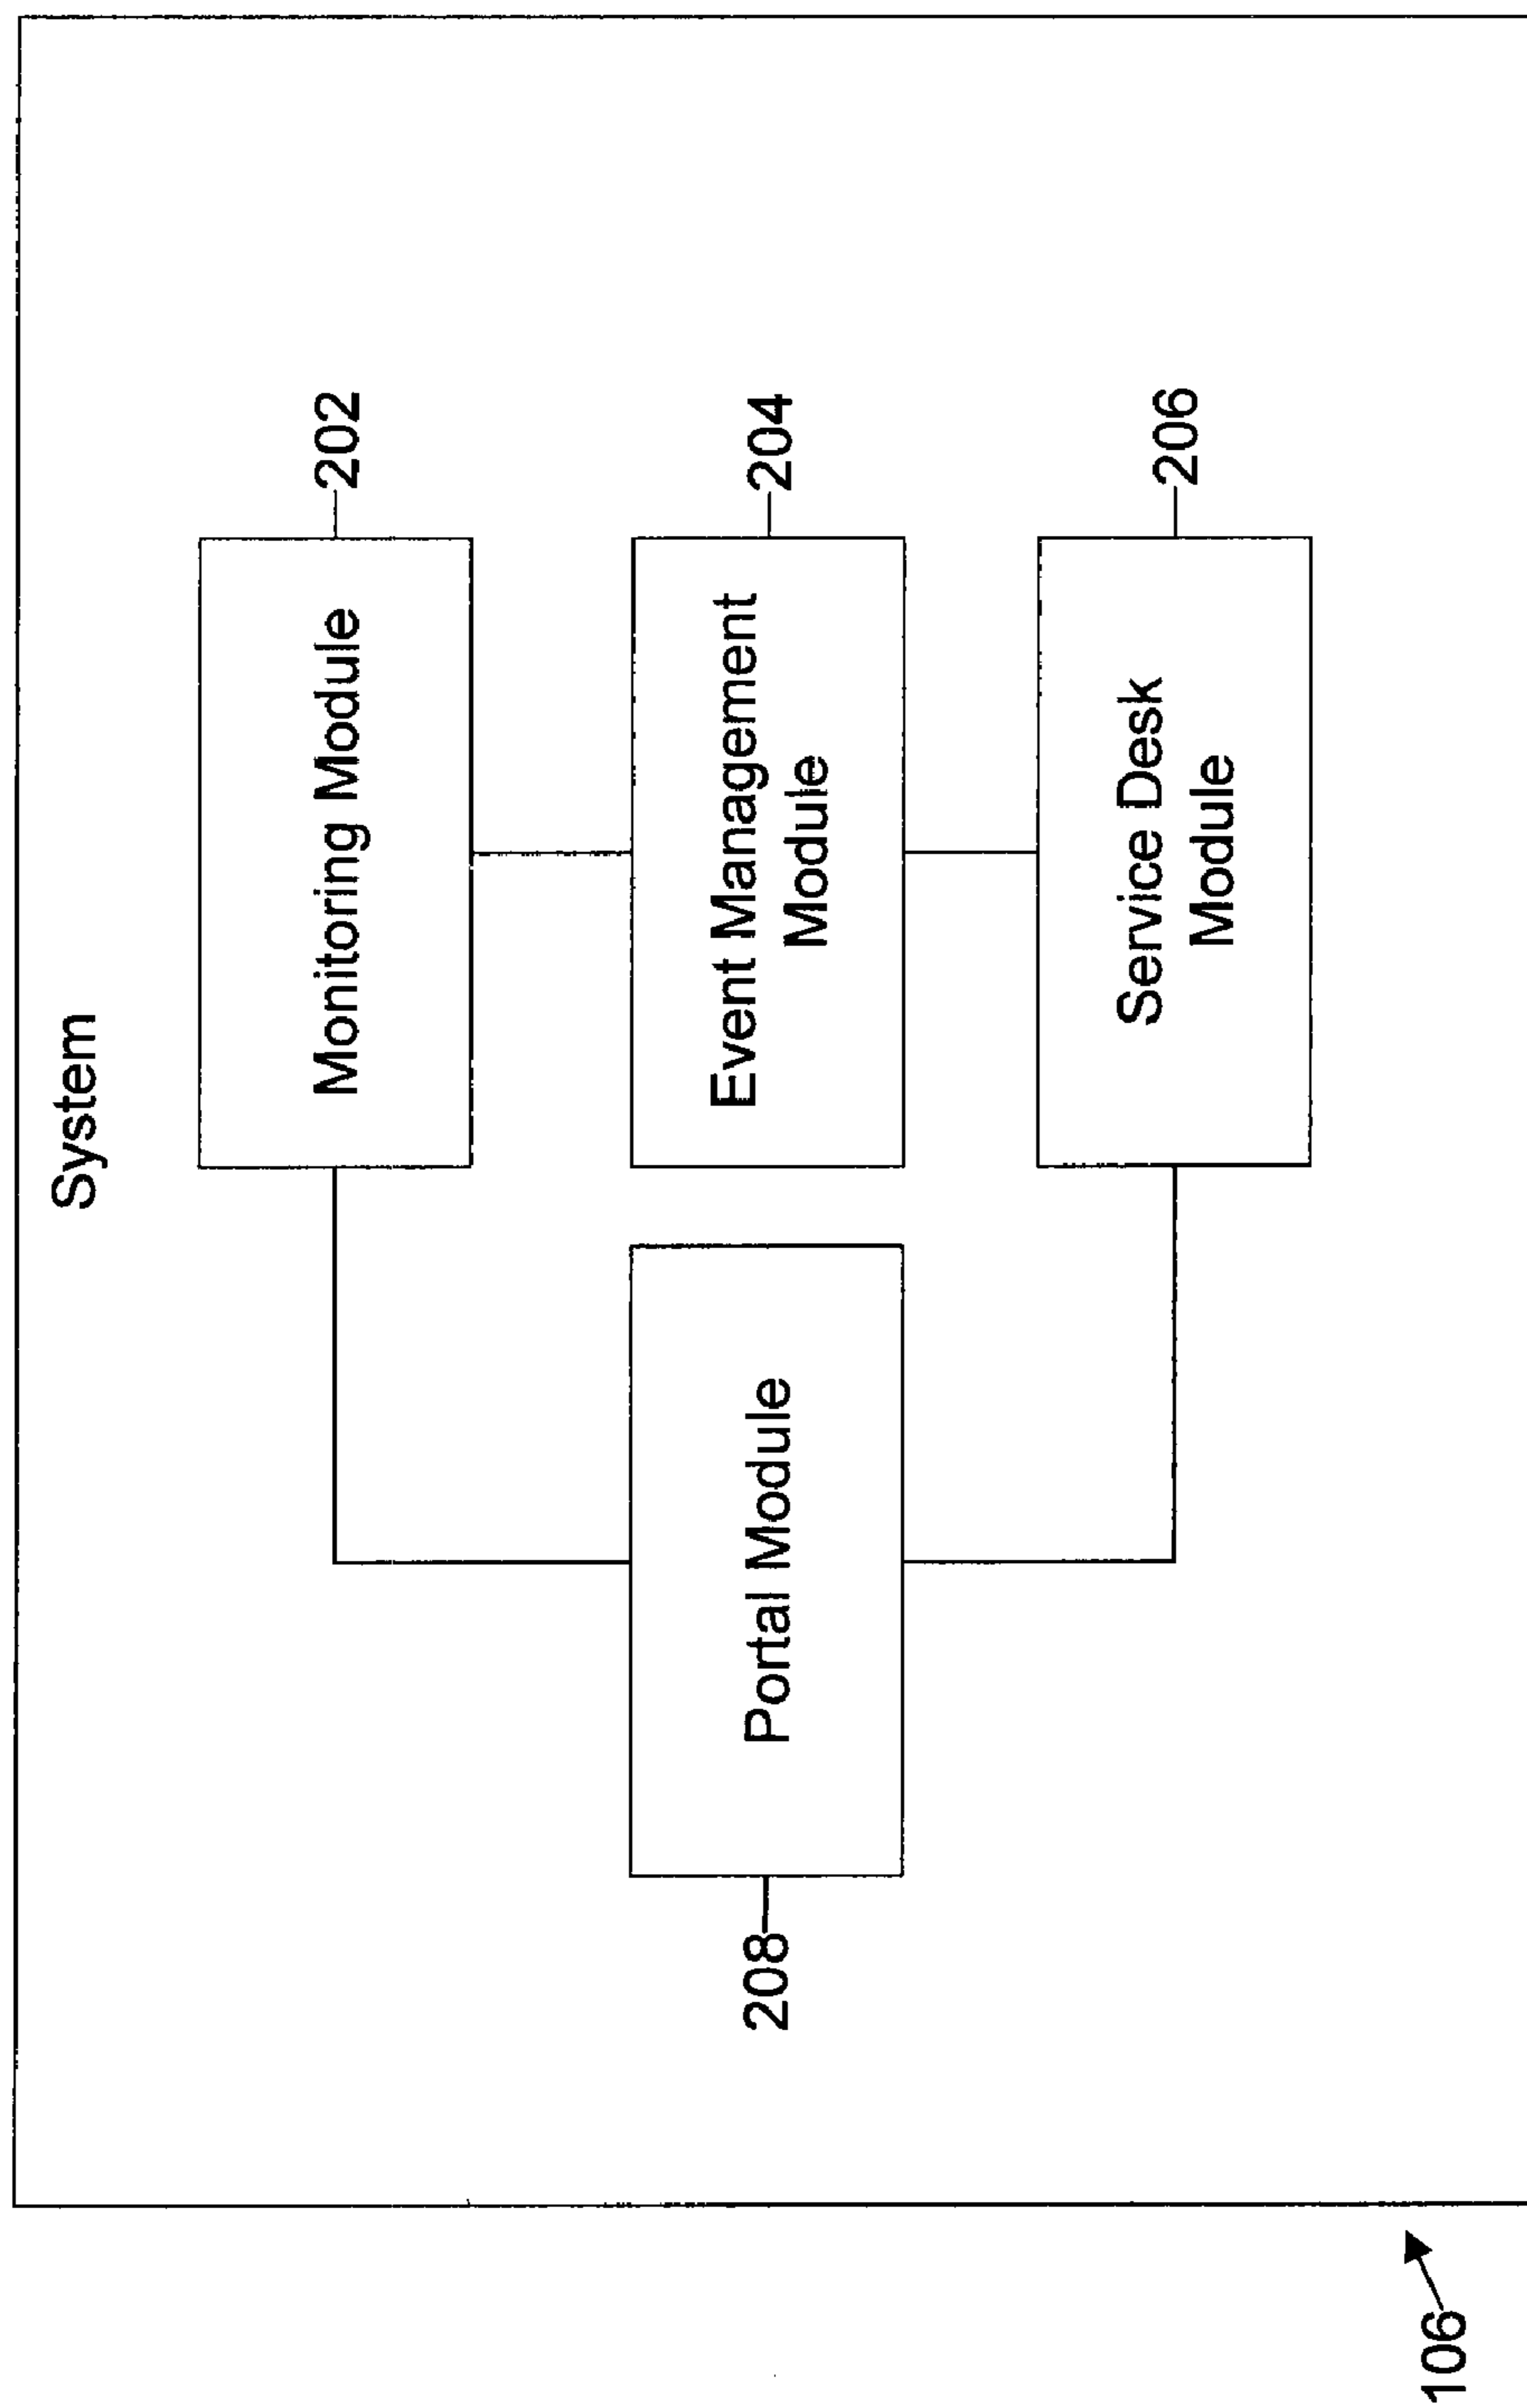 System
Monitoring Module
202
Portal Module
208
Event Management
Module
204
Service Desk
Module
206
106